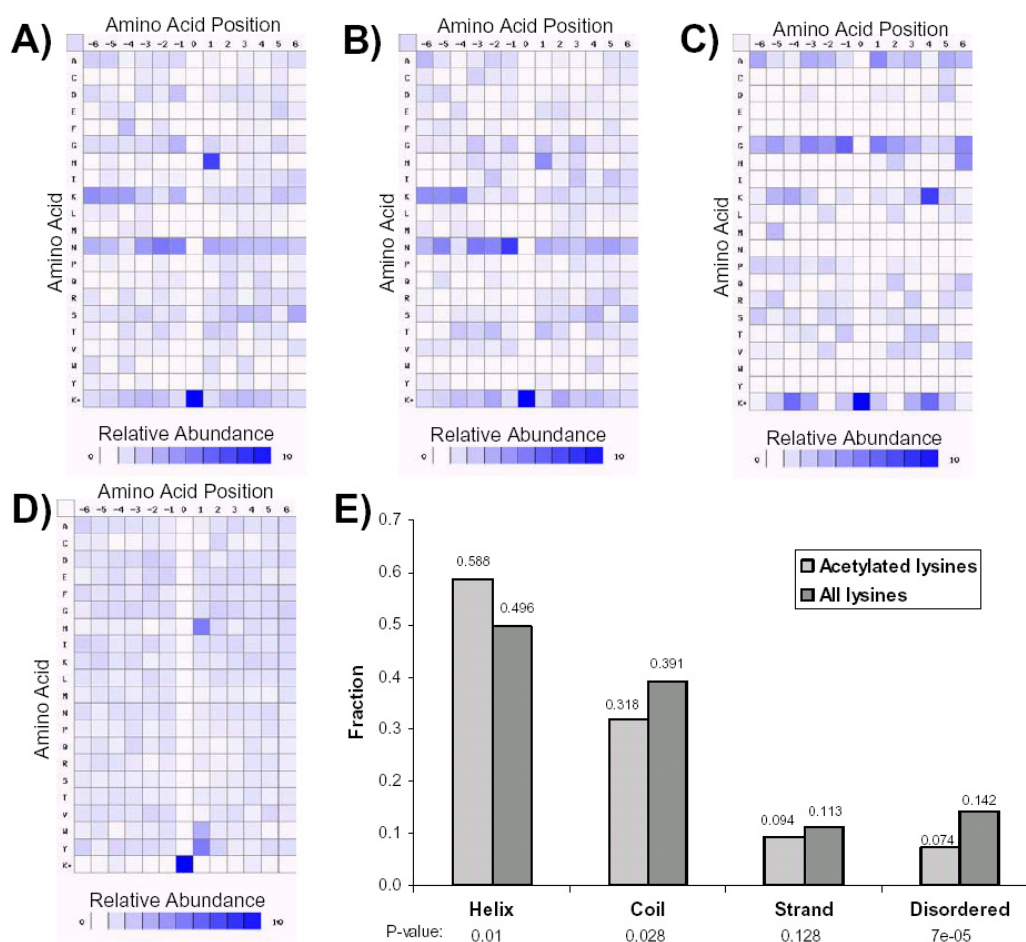 A)
Amino Acid Position
-6 -5 -4 -3 -2 -1 0 1 2 3 4 5 6
Amino Acid
A
C
D
E
F
G
H
I
K
L
M
N
P
Q
R
S
T
V
W
Y
K*
Relative Abundance
0 10
B)
Amino Acid Position
-6 -5 -4 -3 -2 -1 0 1 2 3 4 5 6
Amino Acid
A
C
D
E
F
G
H
I
K
L
M
N
P
Q
R
S
T
V
W
Y
K*
Relative Abundance
0 10
C)
Amino Acid Position
-6 -5 -4 -3 -2 -1 0 1 2 3 4 5 6
Amino Acid
A
C
D
E
F
G
H
I
K
L
M
N
P
Q
R
S
T
V
W
Y
K*
Relative Abundance
0 10
D)
Amino Acid Position
-6 -5 -4 -3 -2 -1 0 1 2 3 4 5 6
Amino Acid
A
C
D
E
F
G
H
I
K
L
M
N
P
Q
R
S
T
V
W
Y
K*
Relative Abundance
0 10
E)
Fraction
0.7
0.6
0.5
0.4
0.3
0.2
0.1
0.0
Acetylated lysines
All lysines
0.588
0.496
0.318
0.391
0.094
0.113
0.074
0.142
Helix Coil Strand Disordered
P-value: 0.01 0.028 0.128 7e-05